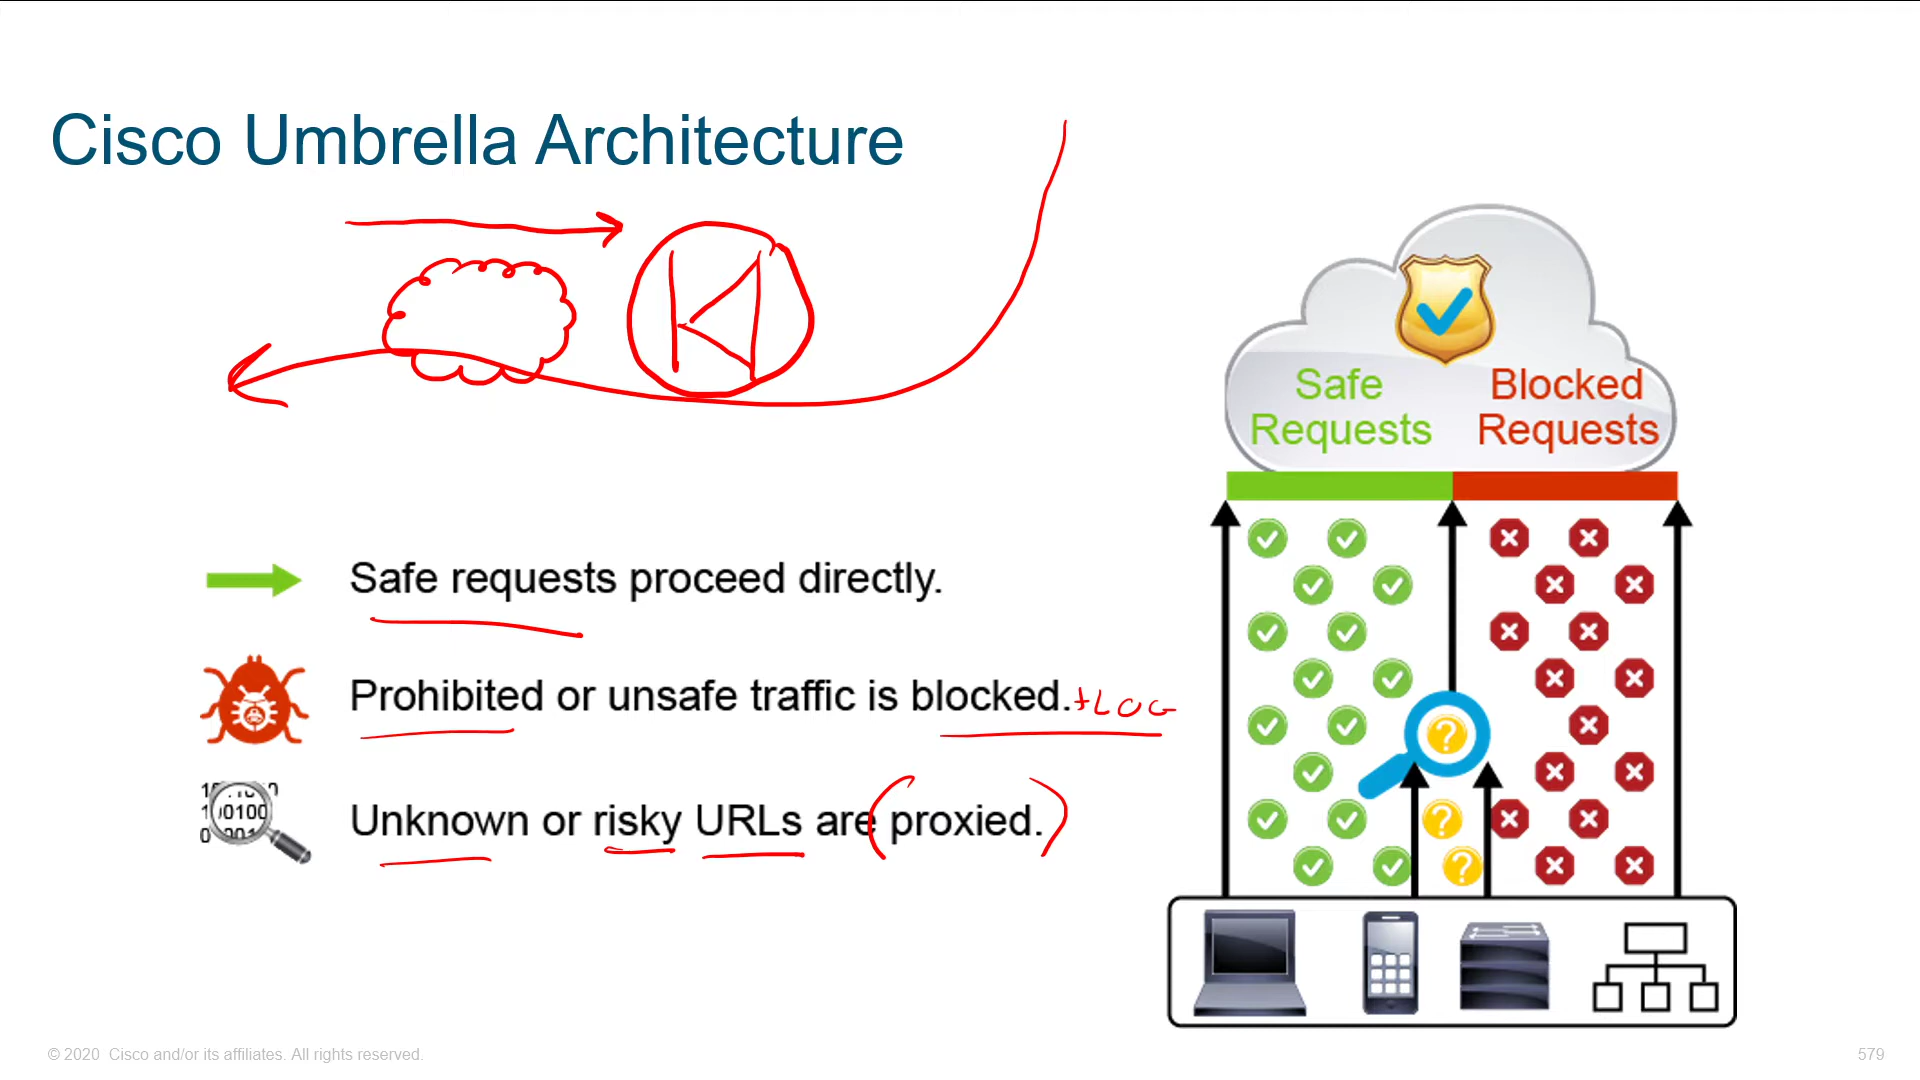 Cisco Umbrella Architecture
Safe
Requests
Blocked
Requests
Safe requests proceed directly.
Prohibited or unsafe traffic is blocked.+LOG
Unknown or risky URLs are (proxied.)
© 2020 Cisco and/or its affiliates. All rights reserved.
579